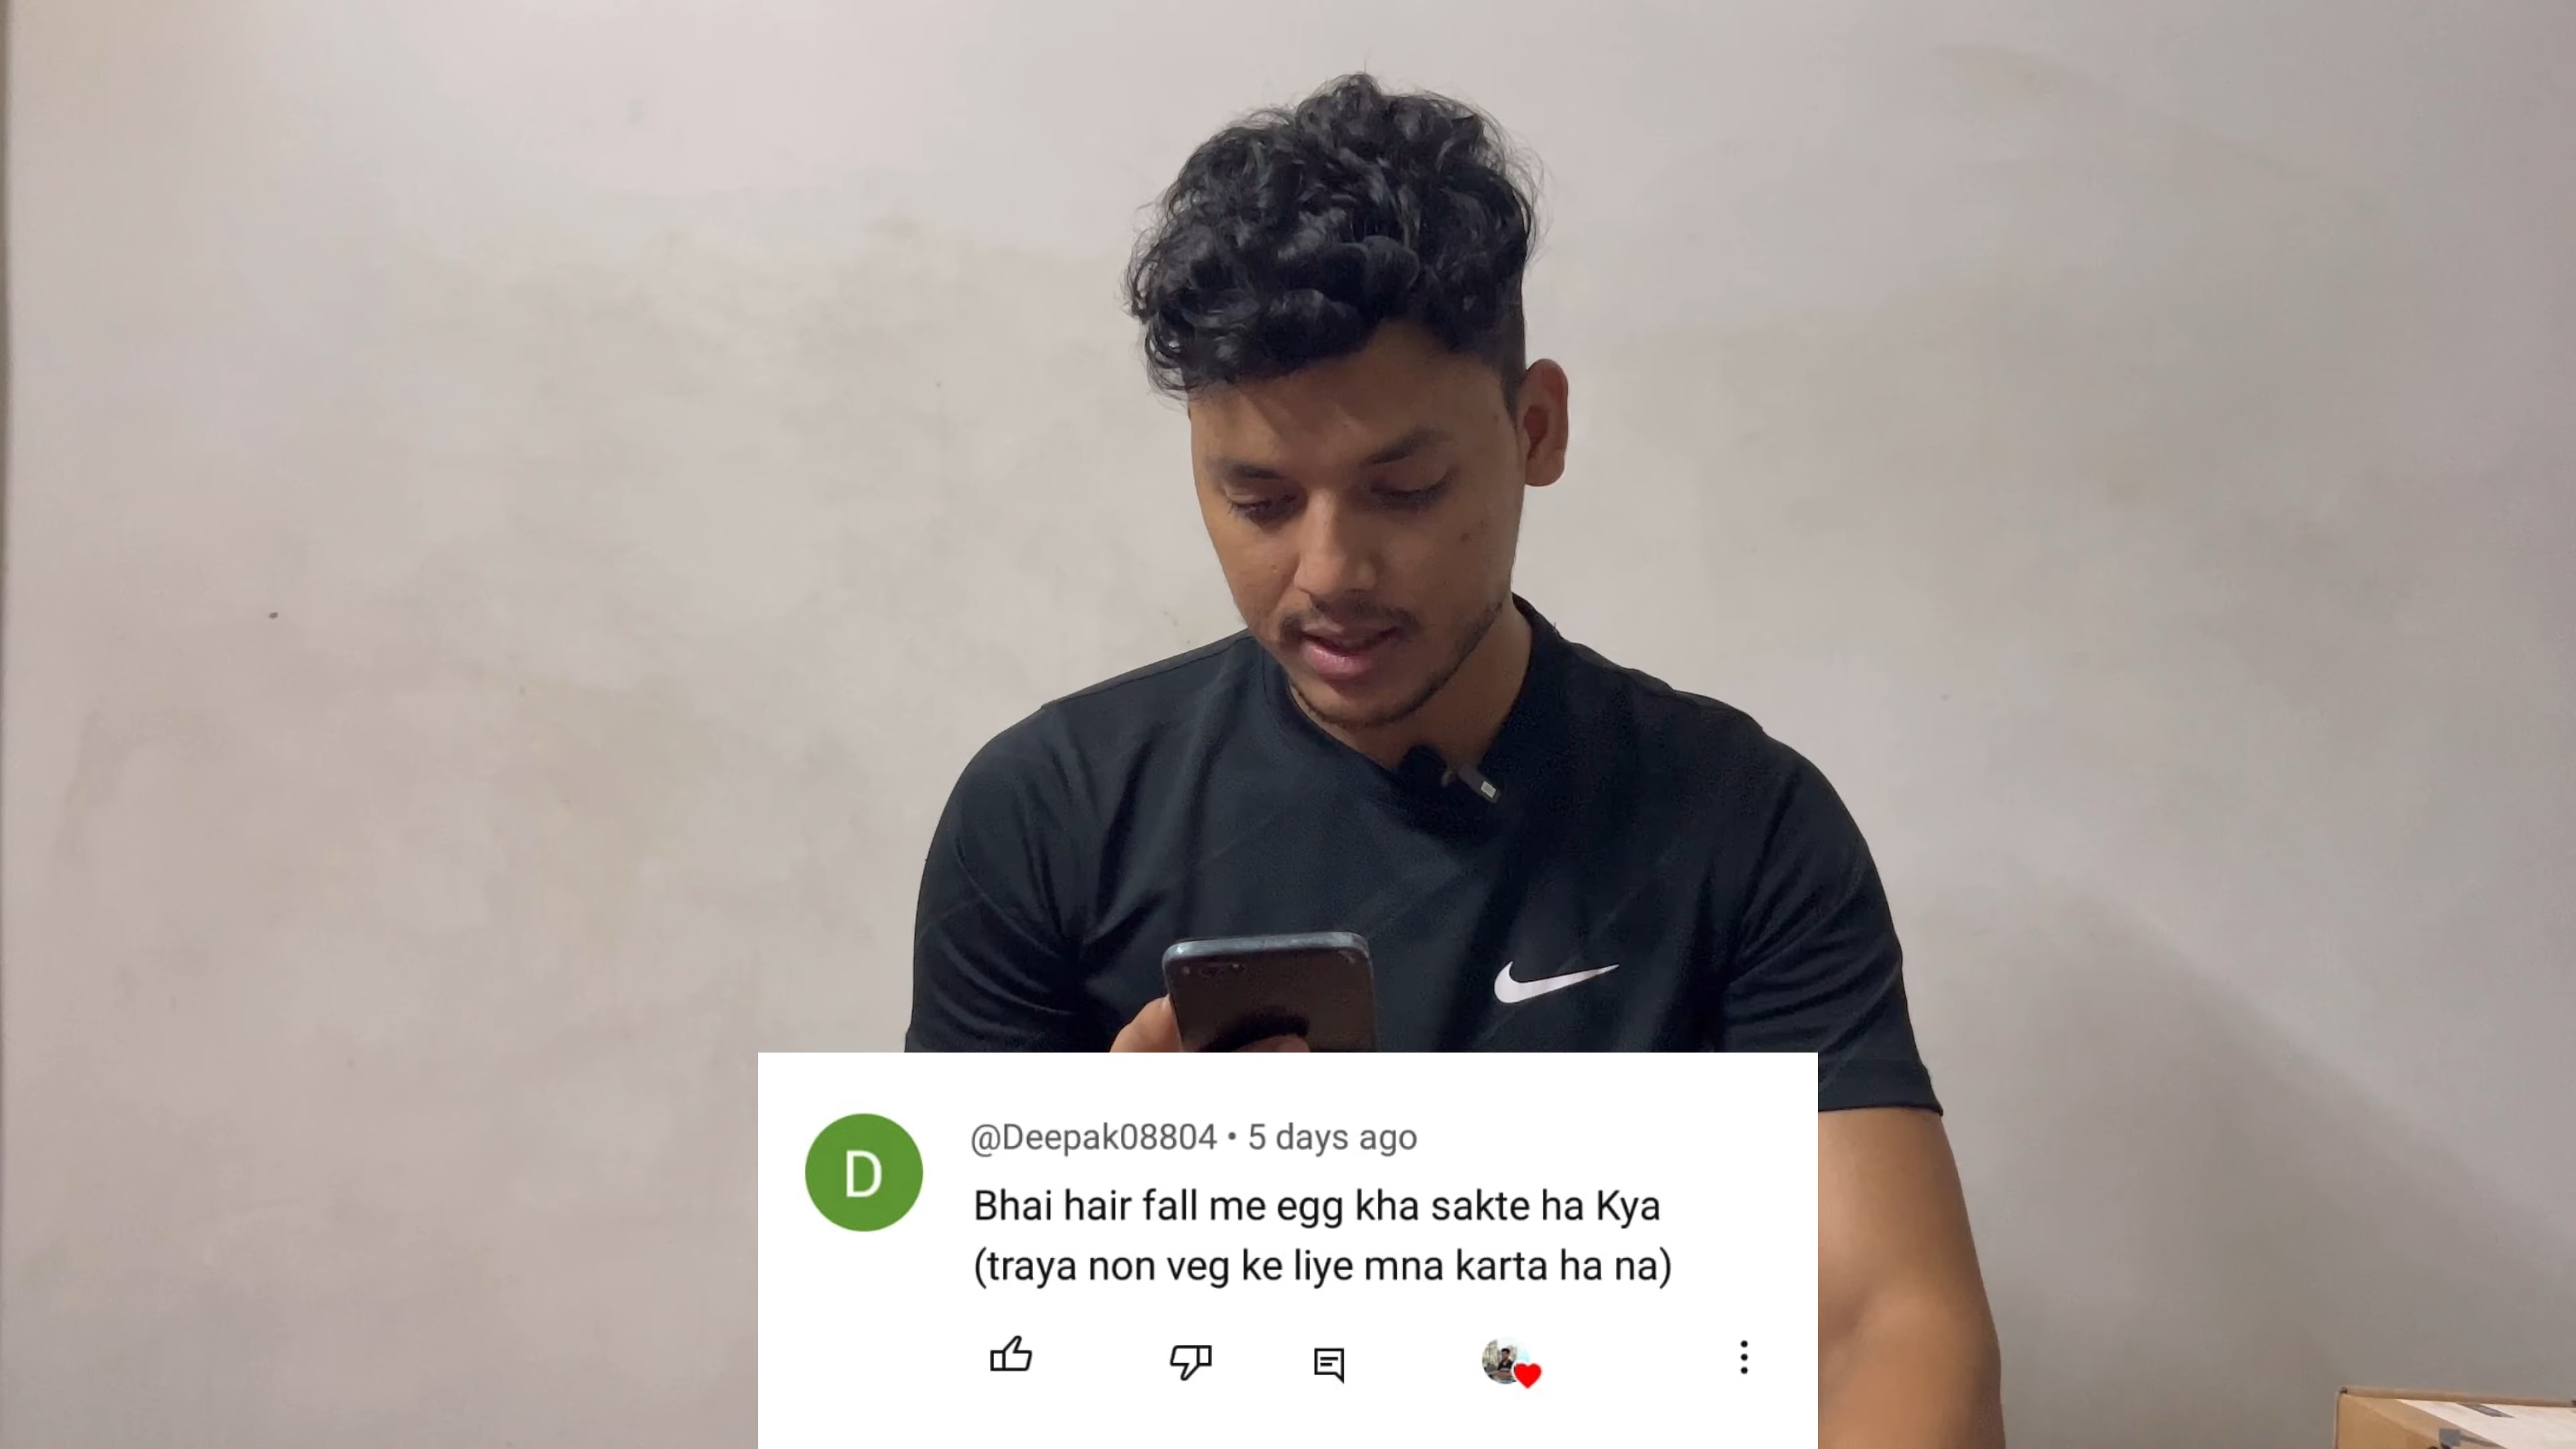 D
@Deepak08804 • 5 days ago
Bhai hair fall me egg kha sakte ha Kya
(traya non veg ke liye mna karta ha na)